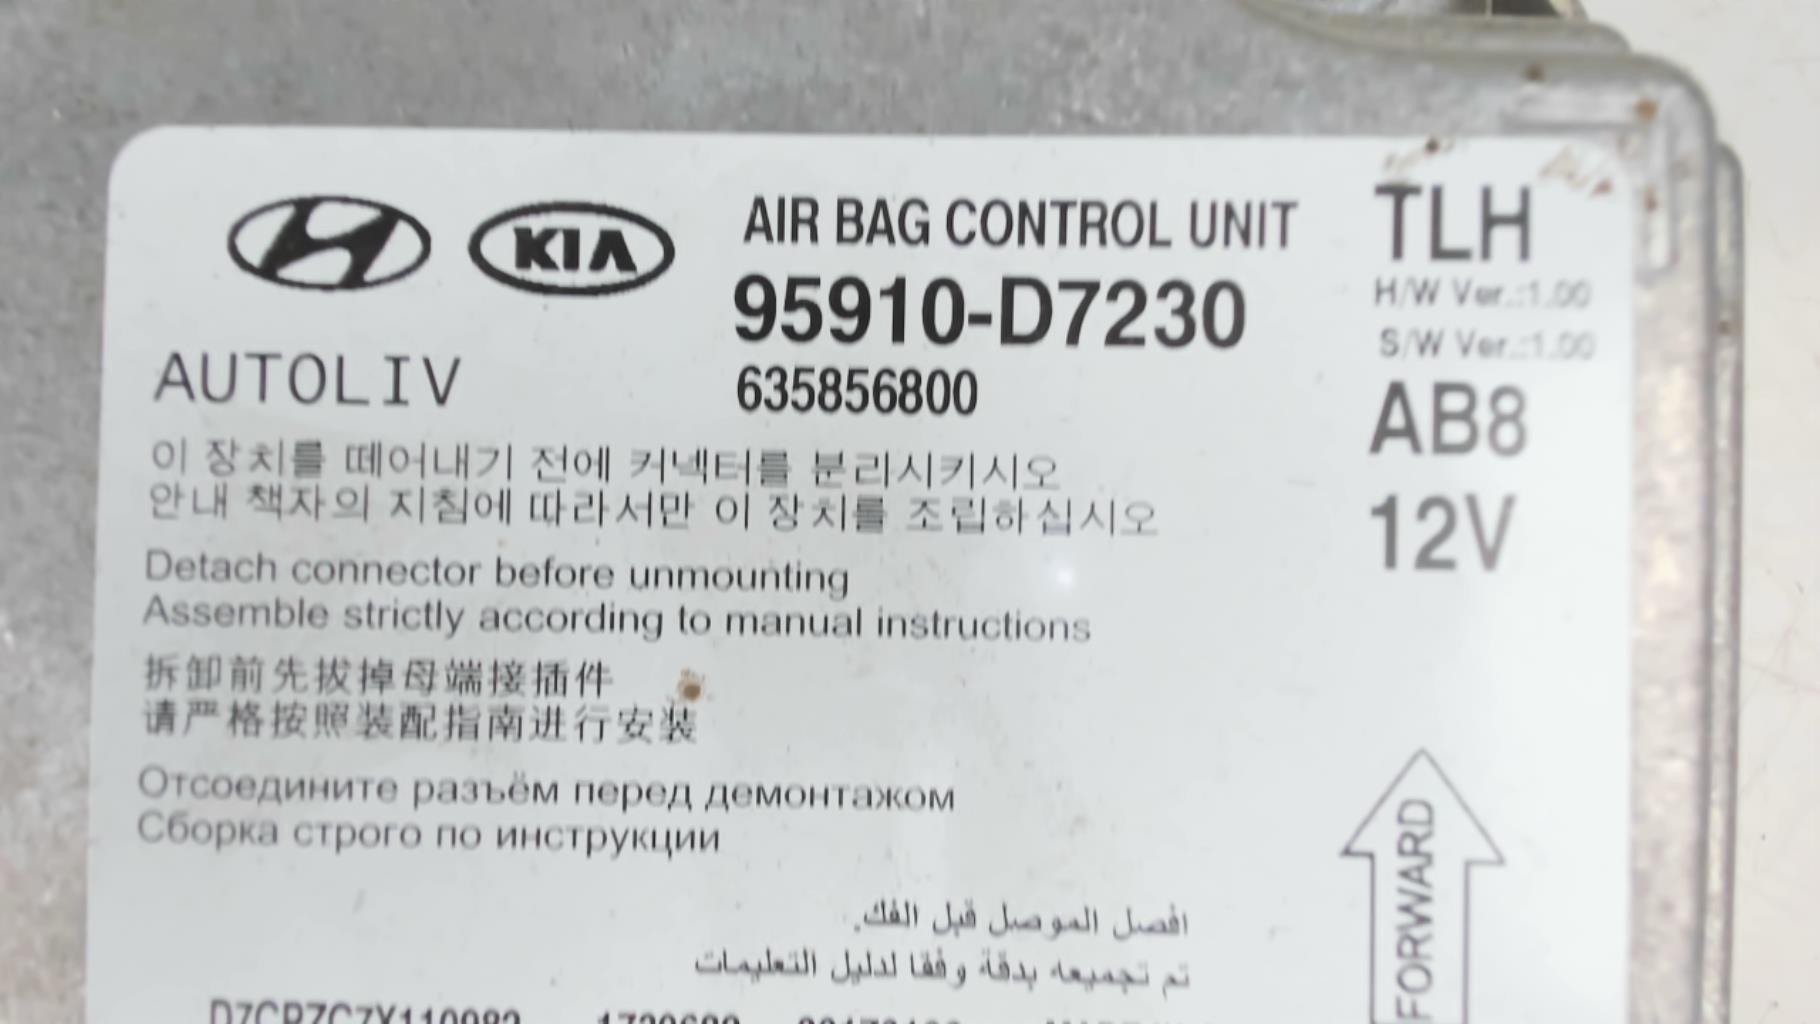 KIA
AIR BAG CONTROL UNIT
95910-D7230
635856800
TLH
H/W Ver.:1.00
S/W Ver.:1.00
AUTOLIV
AB8
12V
이 장치를 떼어내기 전에 커넥터를 분리시키시오
안내 책자의 지침에 따라서만 이 장치를 조립하십시오
Detach connector before unmounting
Assemble strictly according to manual instructions
拆卸前先拔掉母端接插件
请严格按照装配指南进行安装
Отсоедините разъём перед демонтажом
Сборка строго по инструкции
افصل الموصل قبل الفك.
تم تجميعه بدقة وفقا لدليل التعليمات
FORWARD